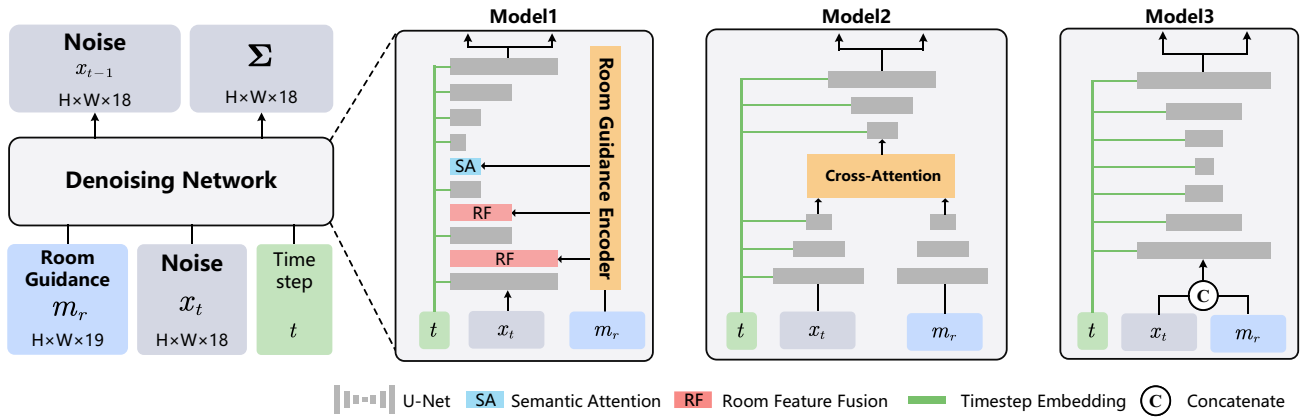 Noise
x_{t−1}
H×W×18
Σ
H×W×18
Denoising Network
Room
Guidance
m_r
H×W×19
Noise
x_t
H×W×18
Time
step
t
Model1
SA
RF
RF
Room Guidance Encoder
t
x_t
m_r
Model2
Cross-Attention
t
x_t
m_r
Model3
C
t
x_t
m_r
U-Net
SA Semantic Attention
RF Room Feature Fusion
Timestep Embedding
C Concatenate